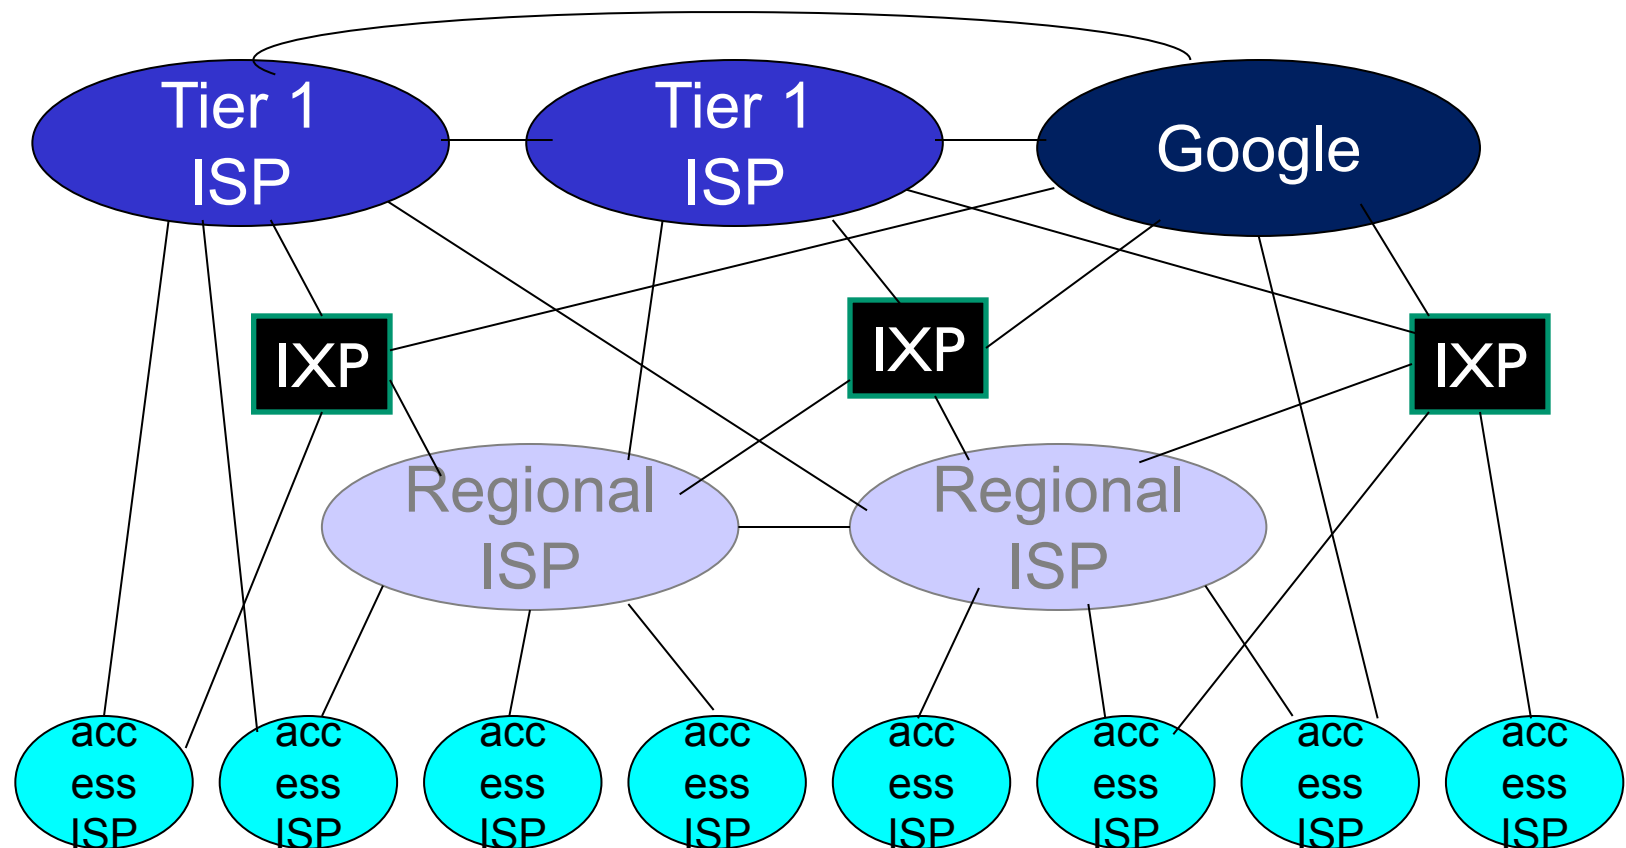 Tier 1
ISP
Tier 1
ISP
Google
IXP
IXP
IXP
Regional
ISP
Regional
ISP
acc
ess
ISP
acc
ess
ISP
acc
ess
ISP
acc
ess
ISP
acc
ess
ISP
acc
ess
ISP
acc
ess
ISP
acc
ess
ISP